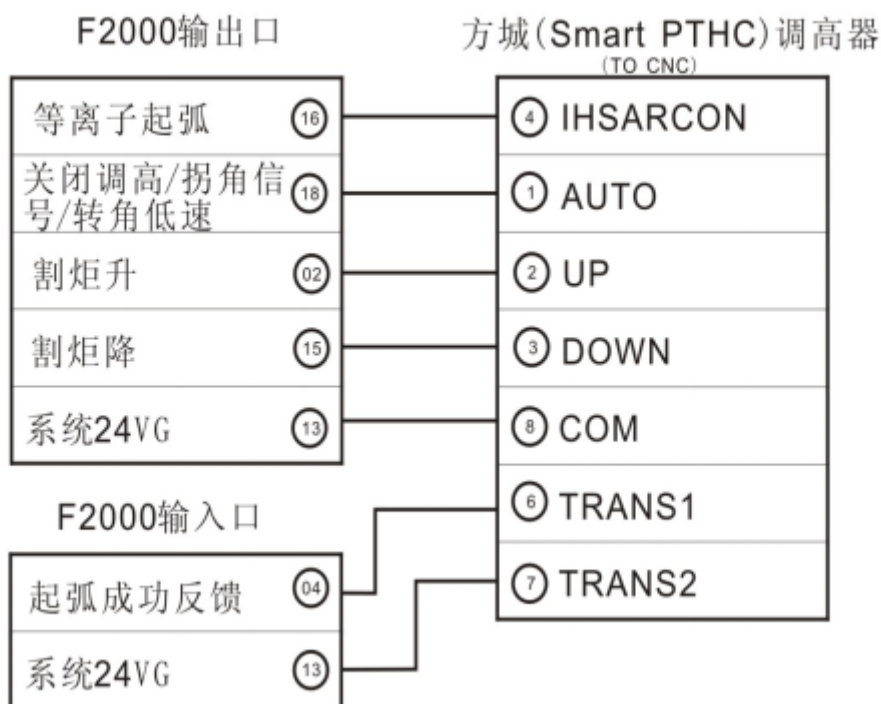 F2000输出口
等离子起弧 16
关闭调高/拐角信
号/转角低速 18
割炬升 02
割炬降 15
系统24VG 13
F2000输入口
起弧成功反馈 04
系统24VG 13
方城(Smart PTHC)调高器
(TO CNC)
4 IHSARCON
1 AUTO
2 UP
3 DOWN
8 COM
6 TRANS1
7 TRANS2